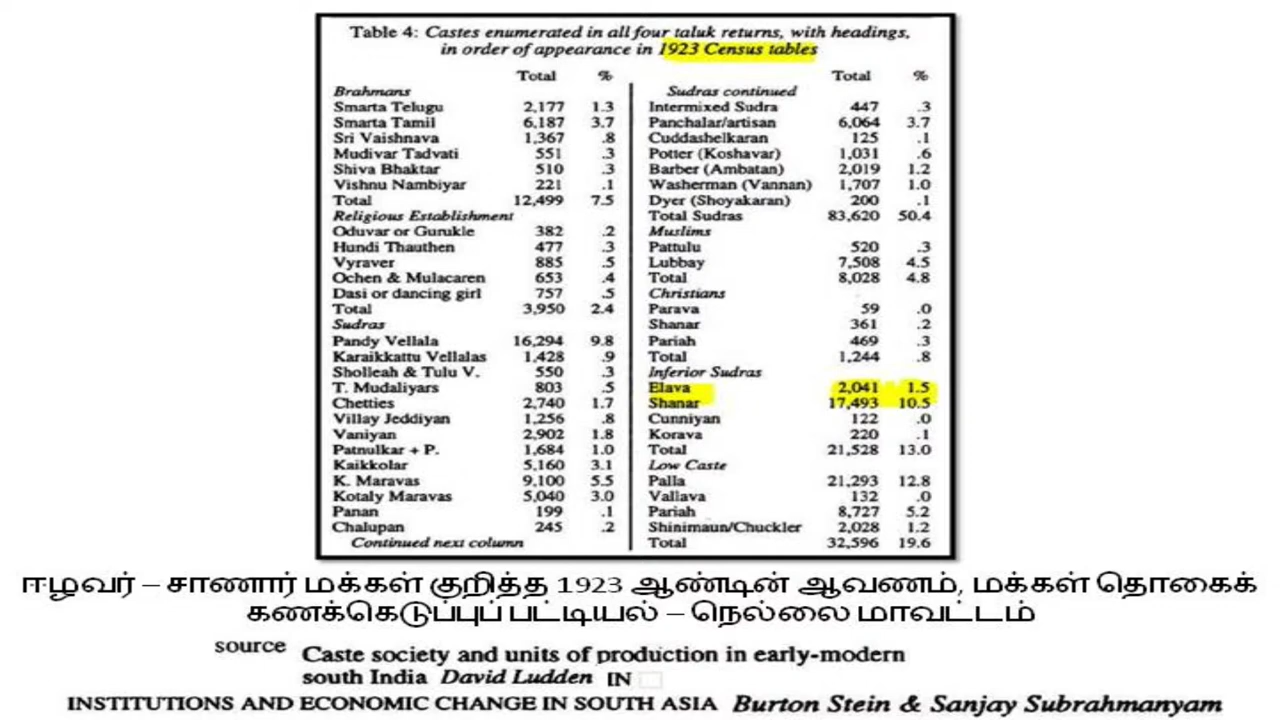 Table 4: Castes enumerated in all four taluk returns, with headings,
in order of appearance in 1923 Census tables
Total %
Brahmans
Smarta Telugu 2,177 1.3
Smarta Tamil 6,187 3.7
Sri Vaishnava 1,367 .8
Mudivar Tadvati 551 .3
Shiva Bhaktar 510 .3
Vishnu Nambiyar 221 .1
Total 12,499 7.5
Religious Establishment
Oduvar or Gurukle 382 .2
Hundi Thauthen 477 .3
Vyraver 885 .5
Ochen & Mulacaren 653 .4
Dasi or dancing girl 757 .5
Total 3,950 2.4
Sudras
Pandy Vellala 16,294 9.8
Karaikkattu Vellalas 1,428 .9
Sholleah & Tulu V. 550 .3
T. Mudaliyars 803 .5
Chetties 2,740 1.7
Villay Jeddiyan 1,256 .8
Vaniyan 2,902 1.8
Patnulkar + P. 1,684 1.0
Kaikkolar 5,160 3.1
K. Maravas 9,100 5.5
Kotaly Maravas 5,040 3.0
Panan 199 .1
Chalupan 245 .2
Continued next column
Total %
Sudras continued
Intermixed Sudra 447 .3
Panchalar/artisan 6,064 3.7
Cuddashelkaran 125 .1
Potter (Koshavar) 1,031 .6
Barber (Ambatan) 2,019 1.2
Washerman (Vannan) 1,707 1.0
Dyer (Shoyakaran) 200 .1
Total Sudras 83,620 50.4
Muslims
Pattulu 520 .3
Lubbay 7,508 4.5
Total 8,028 4.8
Christians
Parava 59 .0
Shanar 361 .2
Pariah 469 .3
Total 1,244 .8
Inferior Sudras
Elava 2,041 1.5
Shanar 17,493 10.5
Cunniyan 122 .0
Korava 220 .1
Total 21,528 13.0
Low Caste
Palla 21,293 12.8
Vallava 132 .0
Pariah 8,727 5.2
Shinimaun/Chuckler 2,028 1.2
Total 32,596 19.6
ஈழவர் – சாணார் மக்கள் குறித்த 1923 ஆண்டின் ஆவணம், மக்கள் தொகைக்
கணக்கெடுப்புப் பட்டியல் – நெல்லை மாவட்டம்
source Caste society and units of production in early-modern
south India David Ludden IN
INSTITUTIONS AND ECONOMIC CHANGE IN SOUTH ASIA Burton Stein & Sanjay Subrahmanyam